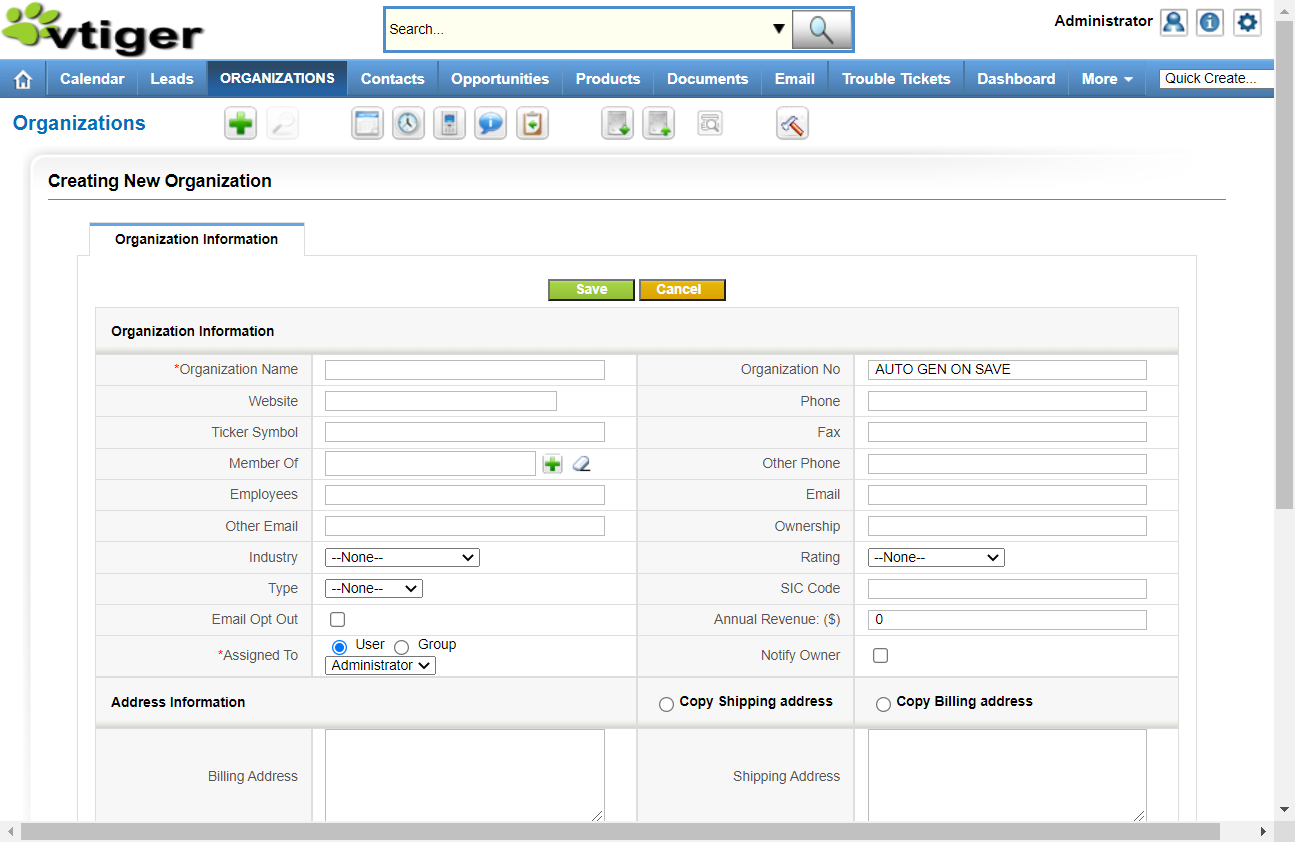 vtiger
Search...
Administrator
Calendar Leads ORGANIZATIONS Contacts Opportunities Products Documents Email Trouble Tickets Dashboard More Quick Create...
Organizations
Creating New Organization
Organization Information
Save Cancel
Organization Information
*Organization Name Organization No AUTO GEN ON SAVE
Website Phone
Ticker Symbol Fax
Member Of Other Phone
Employees Email
Other Email Ownership
Industry --None-- Rating --None--
Type --None-- SIC Code
Email Opt Out Annual Revenue: ($) 0
*Assigned To User Group Administrator Notify Owner
Address Information Copy Shipping address Copy Billing address
Billing Address Shipping Address